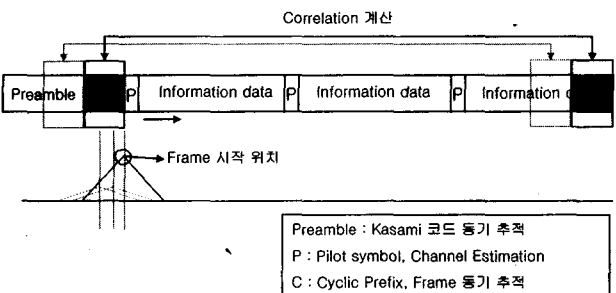 Correlation 계산
Preamble P Information data P Information data P Information
Frame 시작 위치
Preamble : Kasami 코드 동기 추적
P : Pilot symbol, Channel Estimation
C : Cyclic Prefix, Frame 동기 추적